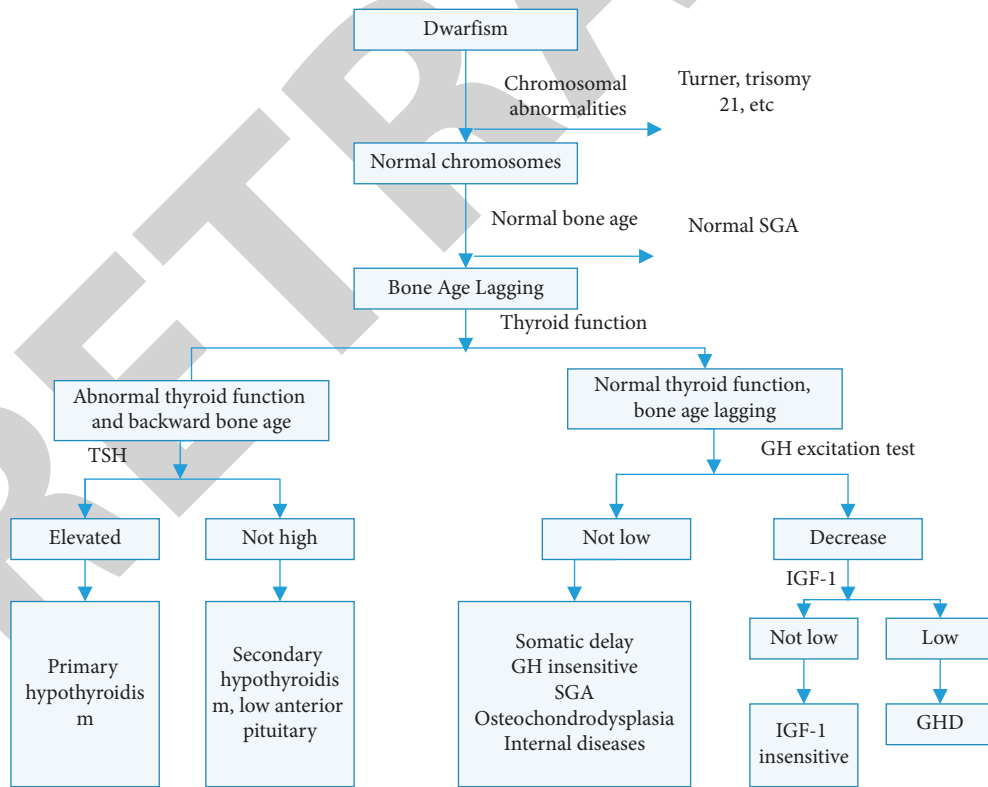 Dwarfism
Chromosomal
abnormalities
Turner, trisomy
21, etc
Normal chromosomes
Normal bone age
Normal SGA
Bone Age Lagging
Thyroid function
Abnormal thyroid function
and backward bone age
Normal thyroid function,
bone age lagging
TSH
GH excitation test
Elevated
Not high
Not low
Decrease
IGF-1
Not low
Low
Primary
hypothyroidis
m
Secondary
hypothyroidis
m, low anterior
pituitary
Somatic delay
GH insensitive
SGA
Osteochondrodysplasia
Internal diseases
IGF-1
insensitive
GHD
RETRA